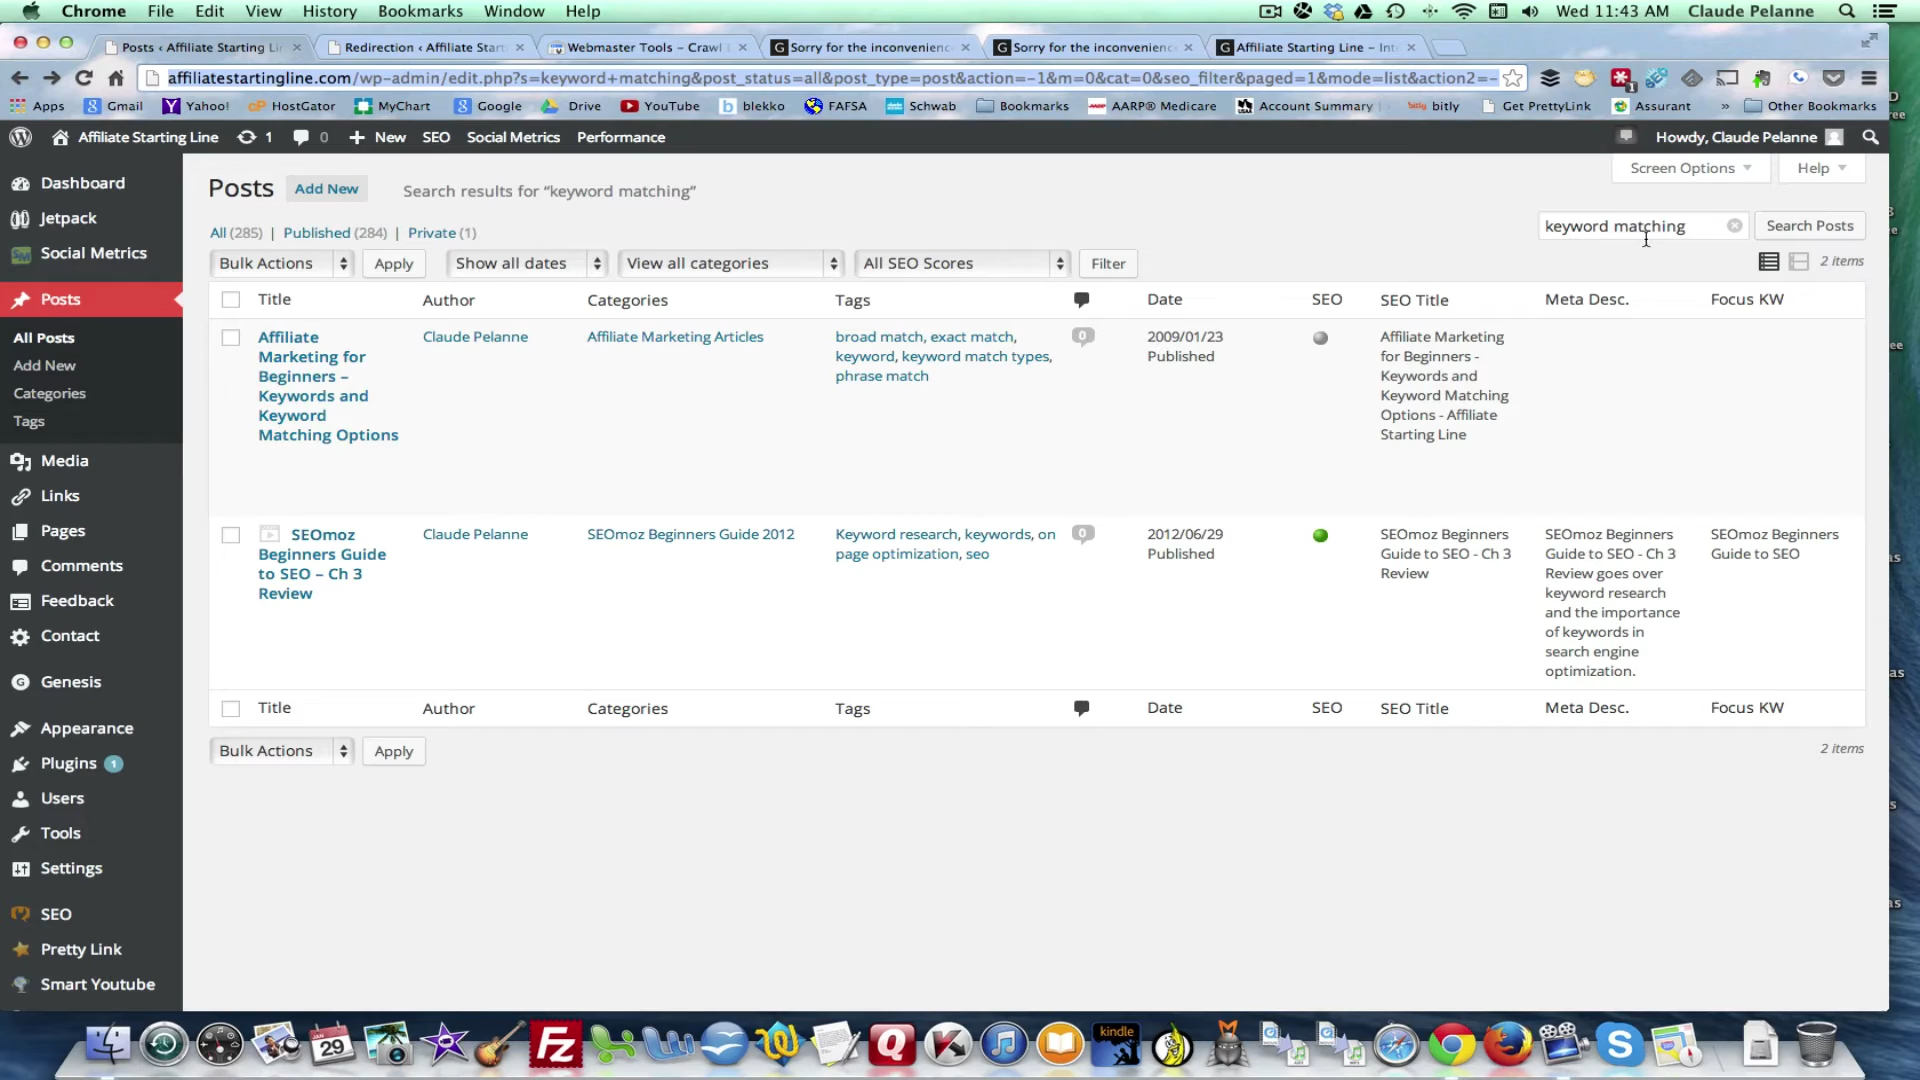 Chrome File Edit View History Bookmarks Window Help Wed 11:43 AM Claude Pelanne
Posts ‹ Affiliate Starting Li Redirection ‹ Affiliate Start Webmaster Tools – Crawl Sorry for the inconvenienc Sorry for the inconvenienc Affiliate Starting Line – Int
affiliatestartingline.com/wp-admin/edit.php?s=keyword+matching&post_status=all&post_type=post&action=-1&m=0&cat=0&seo_filter&paged=1&mode=list&action2=-
Apps Gmail Yahoo! HostGator MyChart Google Drive YouTube blekko FAFSA Schwab Bookmarks AARP® Medicare Account Summary bitly Get PrettyLink Assurant » Other Bookmarks
Affiliate Starting Line 1 0 + New SEO Social Metrics Performance Howdy, Claude Pelanne
Screen Options Help
Dashboard
Jetpack
Social Metrics
Posts
All Posts
Add New
Categories
Tags
Media
Links
Pages
Comments
Feedback
Contact
Genesis
Appearance
Plugins 1
Users
Tools
Settings
SEO
Pretty Link
Smart Youtube
Posts Add New Search results for “keyword matching”
keyword matching Search Posts
All (285) | Published (284) | Private (1)
Bulk Actions Apply Show all dates View all categories All SEO Scores Filter 2 items
Title Author Categories Tags Date SEO SEO Title Meta Desc. Focus KW
Affiliate
Marketing for
Beginners –
Keywords and
Keyword
Matching Options
Claude Pelanne
Affiliate Marketing Articles
broad match, exact match,
keyword, keyword match types,
phrase match
0
2009/01/23
Published
Affiliate Marketing
for Beginners -
Keywords and
Keyword Matching
Options - Affiliate
Starting Line
SEOmoz
Beginners Guide
to SEO – Ch 3
Review
Claude Pelanne
SEOmoz Beginners Guide 2012
Keyword research, keywords, on
page optimization, seo
0
2012/06/29
Published
SEOmoz Beginners
Guide to SEO - Ch 3
Review
SEOmoz Beginners
Guide to SEO - Ch 3
Review goes over
keyword research
and the importance
of keywords in
search engine
optimization.
SEOmoz Beginners
Guide to SEO
Title Author Categories Tags Date SEO SEO Title Meta Desc. Focus KW
Bulk Actions Apply 2 items
JAN
29
kindle